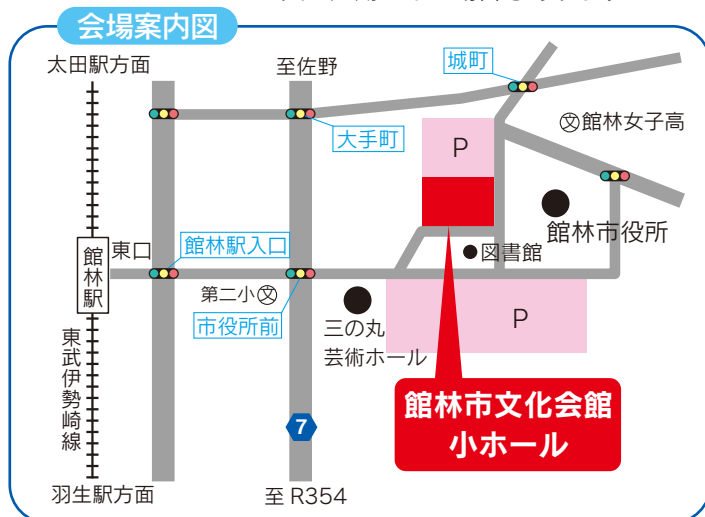 会場案内図
太田駅方面
至佐野
城町
大手町
P
㊛館林女子高
館林市役所
図書館
東口
館林駅入口
館林駅
第二小㊛
市役所前
三の丸
芸術ホール
P
東武伊勢崎線
館林市文化会館
小ホール
7
羽生駅方面
至 R354